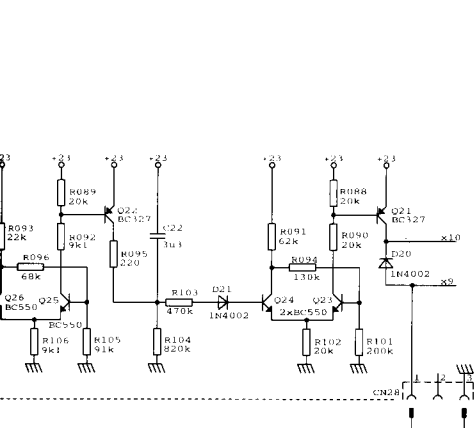 23 +23 +23 +23 +23 +23 +23
R089
20k
Q22
BC327
R088
20k
Q21
BC327
R093
22k
R092
9k1
C22
3u3
R091
62k
R090
20k
x10
R096
68k
R095
220
R094
130k
D20
1N4002
x9
Q26
BC550
Q25
BC550
R103
470k
D21
1N4002
Q24
Q23
2xBC550
R106
9k1
R105
91k
R104
820k
R102
20k
R101
200k
CN28
1 2 3